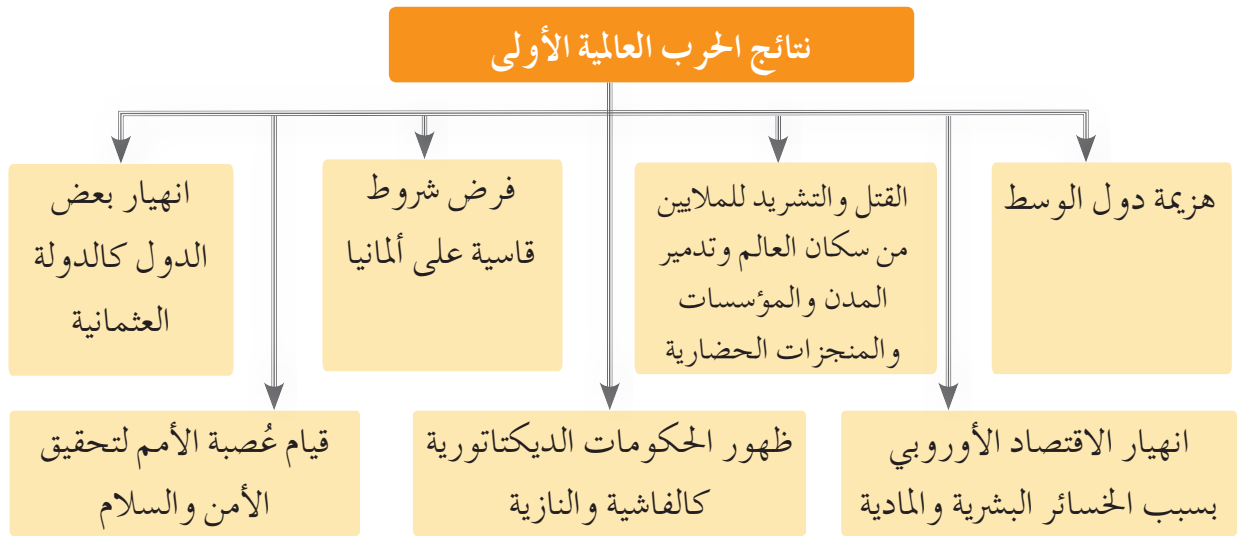 نتائج الحرب العالمية الأولى
هزيمة دول الوسط
القتل والتشريد للملايين
من سكان العالم وتدمير
المدن والمؤسسات
والمنجزات الحضارية
فرض شروط
قاسية على ألمانيا
انهيار بعض
الدول كالدولة
العثمانية
انهيار الاقتصاد الأوروبي
بسبب الخسائر البشرية والمادية
ظهور الحكومات الديكتاتورية
كالفاشية والنازية
قيام عُصبة الأمم لتحقيق
الأمن والسلام